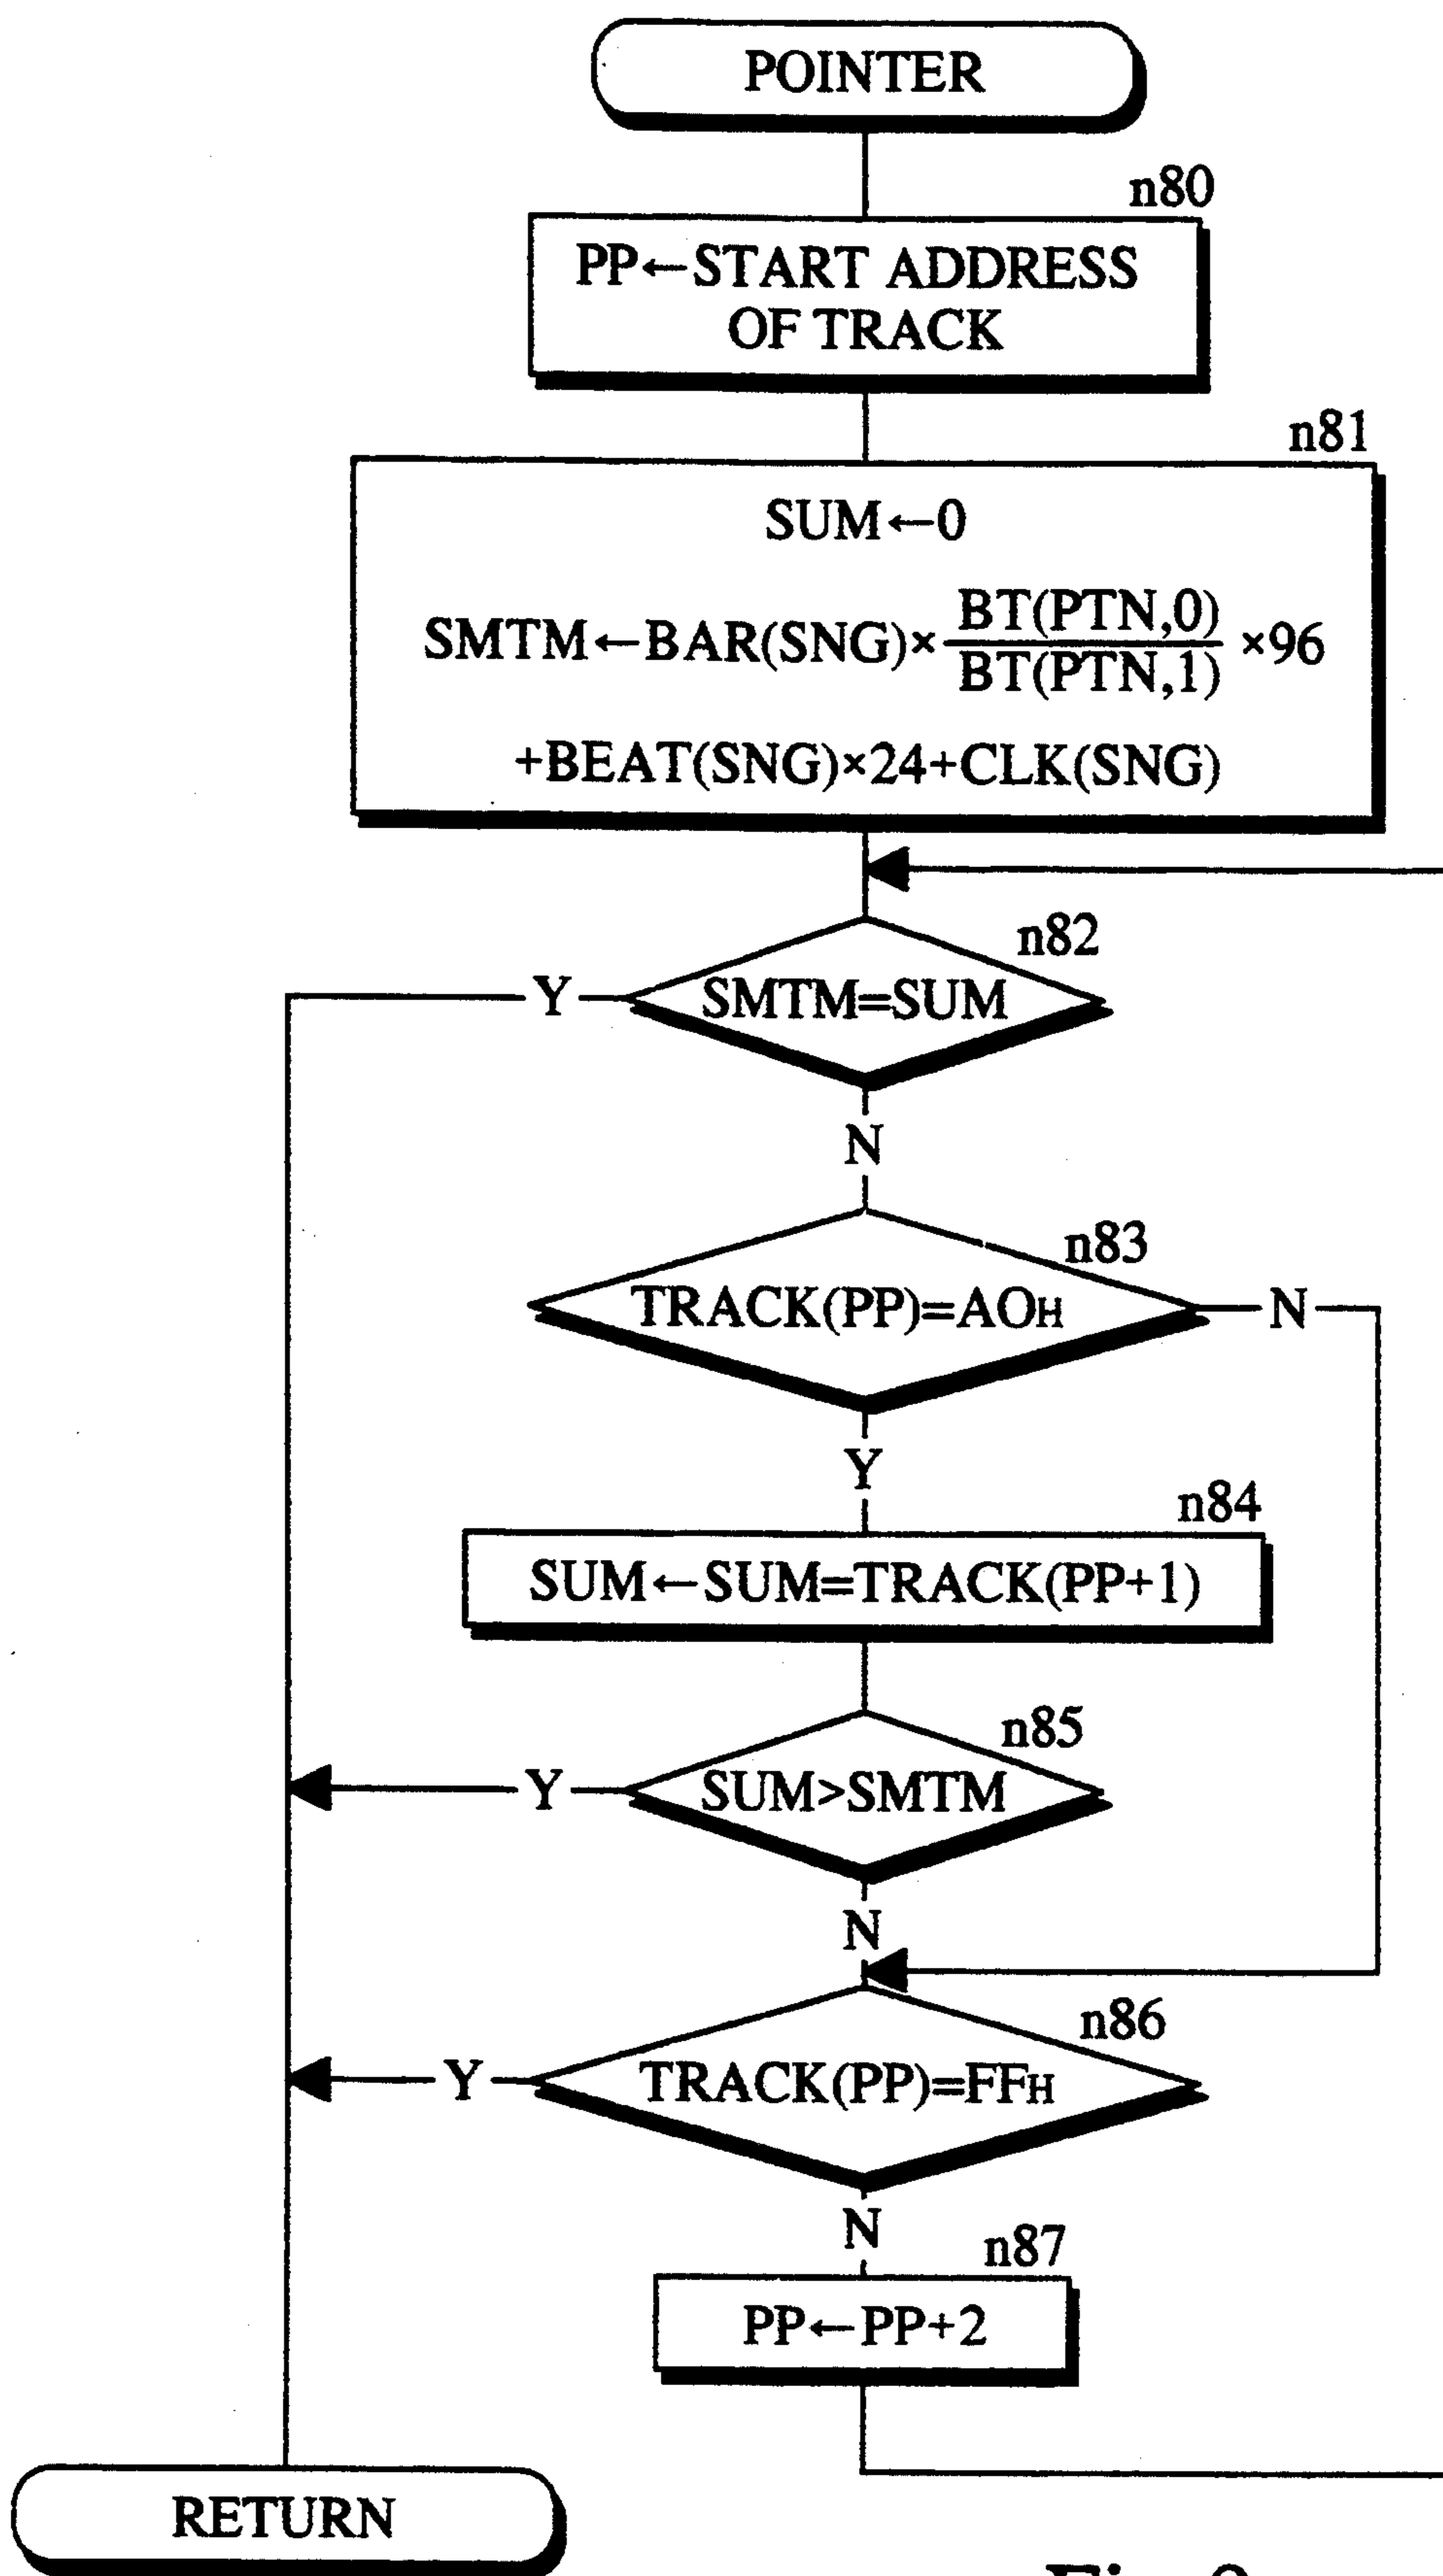 POINTER
n80
PP←START ADDRESS
OF TRACK
n81
SUM←0
SMTM←BAR(SNG)×BT(PTN,0)/BT(PTN,1)×96
+BEAT(SNG)×24+CLK(SNG)
n82
SMTM=SUM
Y
N
n83
TRACK(PP)=AOH
N
Y
n84
SUM←SUM=TRACK(PP+1)
n85
SUM>SMTM
Y
N
n86
TRACK(PP)=FFH
Y
N
n87
PP←PP+2
RETURN